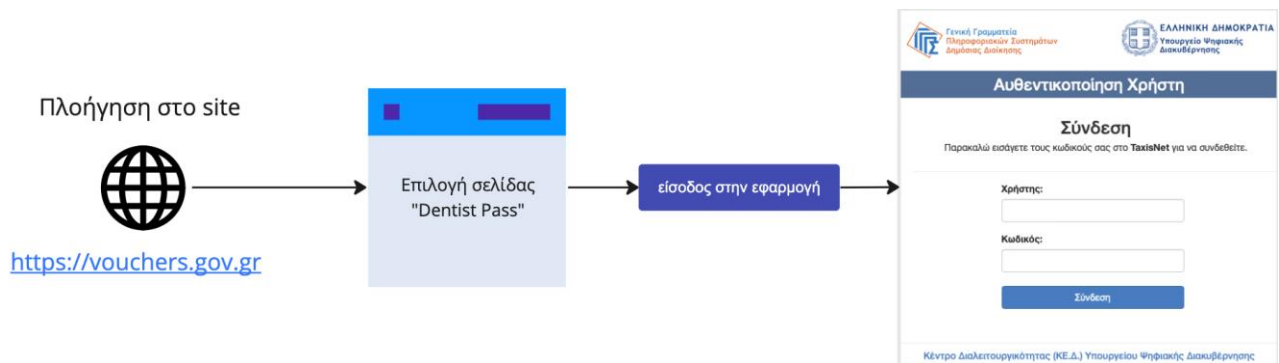 Πλοήγηση στο site
https://vouchers.gov.gr
Επιλογή σελίδας
"Dentist Pass"
είσοδος στην εφαρμογή
Γενική Γραμματεία
Πληροφοριακών Συστημάτων
Δημόσιας Διοίκησης
ΕΛΛΗΝΙΚΗ ΔΗΜΟΚΡΑΤΙΑ
Υπουργείο Ψηφιακής
Διακυβέρνησης
Αυθεντικοποίηση Χρήστη
Σύνδεση
Παρακαλώ εισάγετε τους κωδικούς σας στο TaxisNet για να συνδεθείτε.
Χρήστης:
Κωδικός:
Σύνδεση
Κέντρο Διαλειτουργικότητας (ΚΕ.Δ.) Υπουργείου Ψηφιακής Διακυβέρνησης